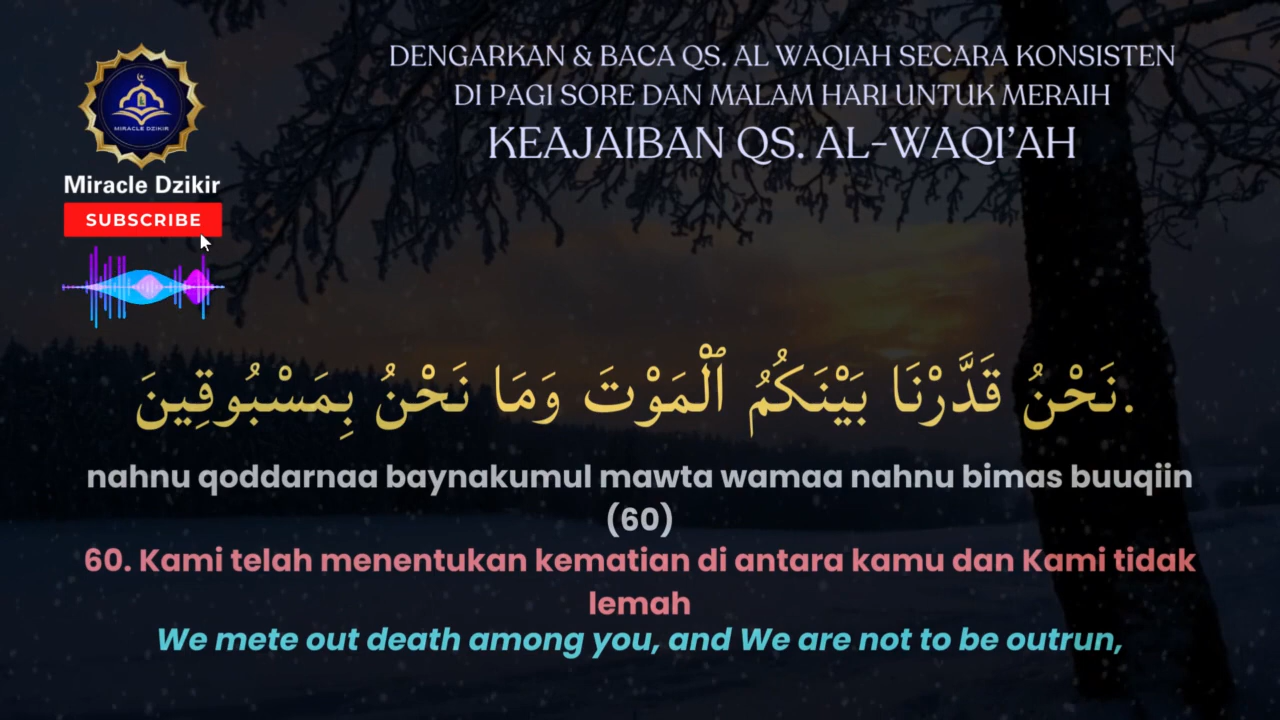 DENGARKAN & BACA QS. AL WAQIAH SECARA KONSISTEN
DI PAGI SORE DAN MALAM HARI UNTUK MERAIH
KEAJAIBAN QS. AL-WAQI'AH
MIRACLE DZIKIR
Miracle Dzikir
SUBSCRIBE
نَحْنُ قَدَّرْنَا بَيْنَكُمُ ٱلْمَوْتَ وَمَا نَحْنُ بِمَسْبُوقِينَ.
nahnu qoddarnaa baynakumul mawta wamaa nahnu bimas buuqiin
(60)
60. Kami telah menentukan kematian di antara kamu dan Kami tidak
lemah
We mete out death among you, and We are not to be outrun,